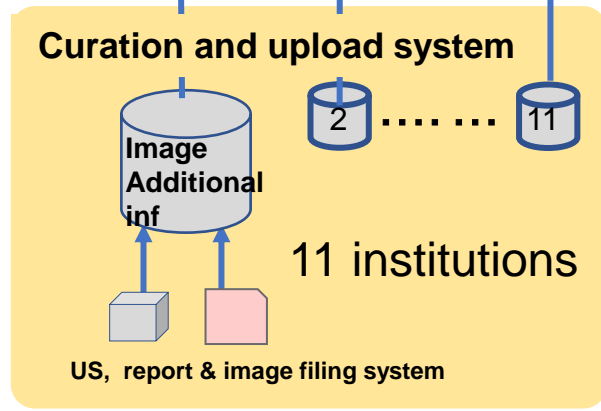 Curation and upload system
2 ……. … 11
Image
Additional
inf
11 institutions
US, report & image filing system